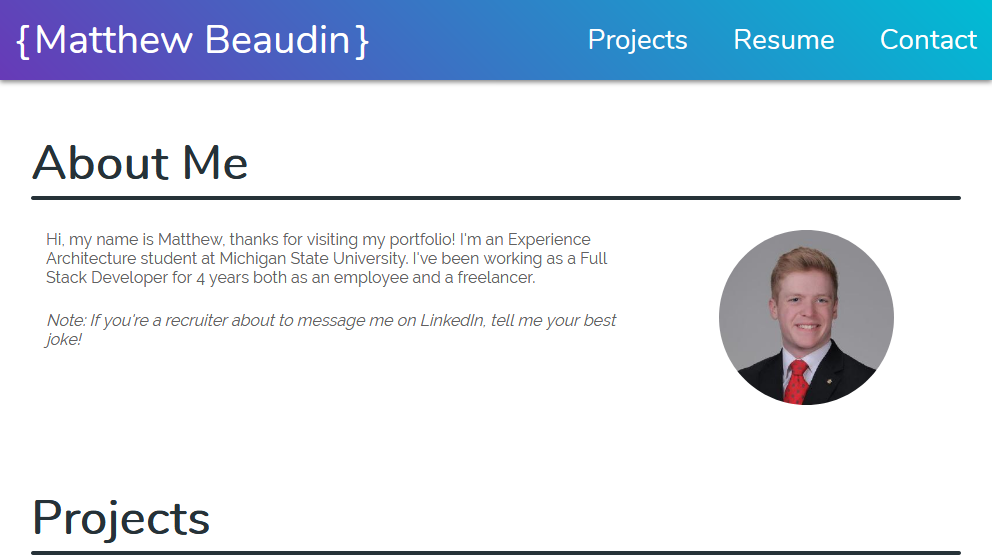 {Matthew Beaudin}
Projects
Resume
Contact
About Me
Hi, my name is Matthew, thanks for visiting my portfolio! I'm an Experience
Architecture student at Michigan State University. I've been working as a Full
Stack Developer for 4 years both as an employee and a freelancer.
Note: If you're a recruiter about to message me on LinkedIn, tell me your best
joke!
Projects